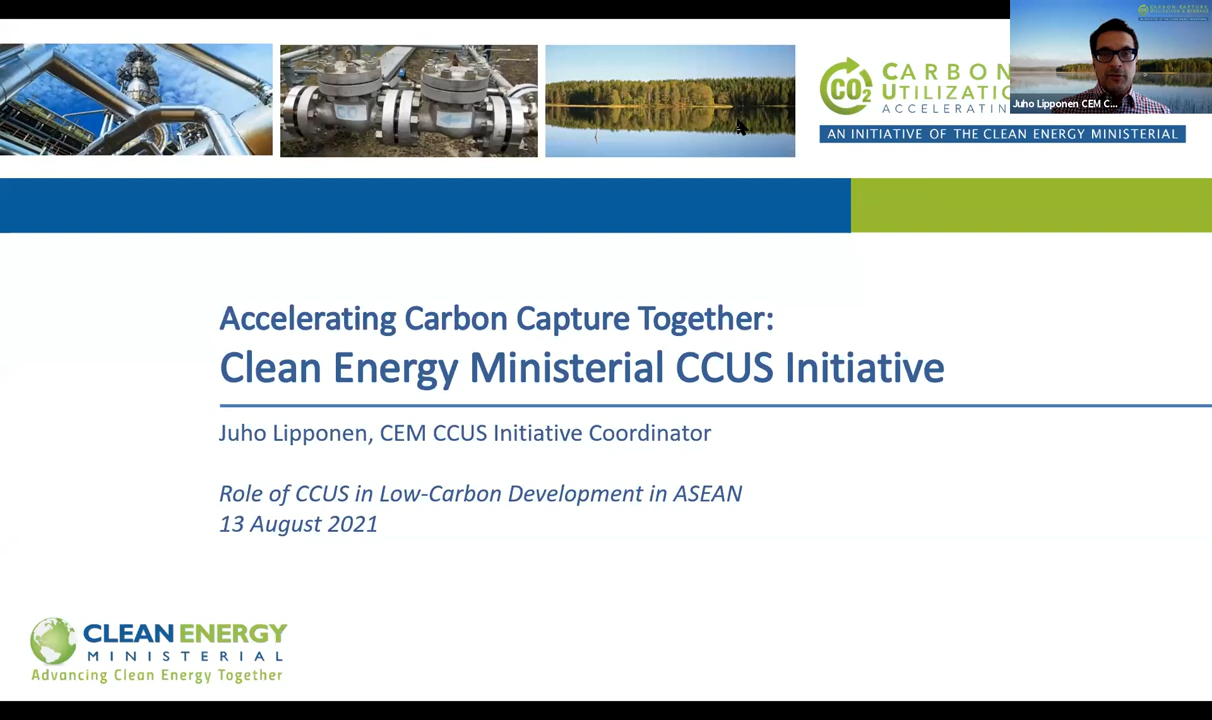 CO2
CARBON
UTILIZATIO
ACCELERATIN
Juho Lipponen CEM C...
AN INITIATIVE OF THE CLEAN ENERGY MINISTERIAL
Accelerating Carbon Capture Together:
Clean Energy Ministerial CCUS Initiative
Juho Lipponen, CEM CCUS Initiative Coordinator
Role of CCUS in Low-Carbon Development in ASEAN
13 August 2021
CLEAN ENERGY
MINISTERIAL
Advancing Clean Energy Together